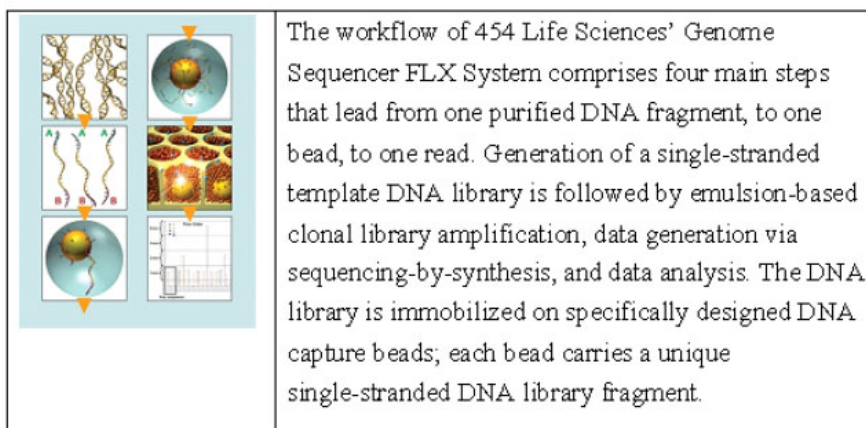 A A A
B B B
The workflow of 454 Life Sciences’ Genome
Sequencer FLX System comprises four main steps
that lead from one purified DNA fragment, to one
bead, to one read. Generation of a single-stranded
template DNA library is followed by emulsion-based
clonal library amplification, data generation via
sequencing-by-synthesis, and data analysis. The DNA
library is immobilized on specifically designed DNA
capture beads; each bead carries a unique
single-stranded DNA library fragment.